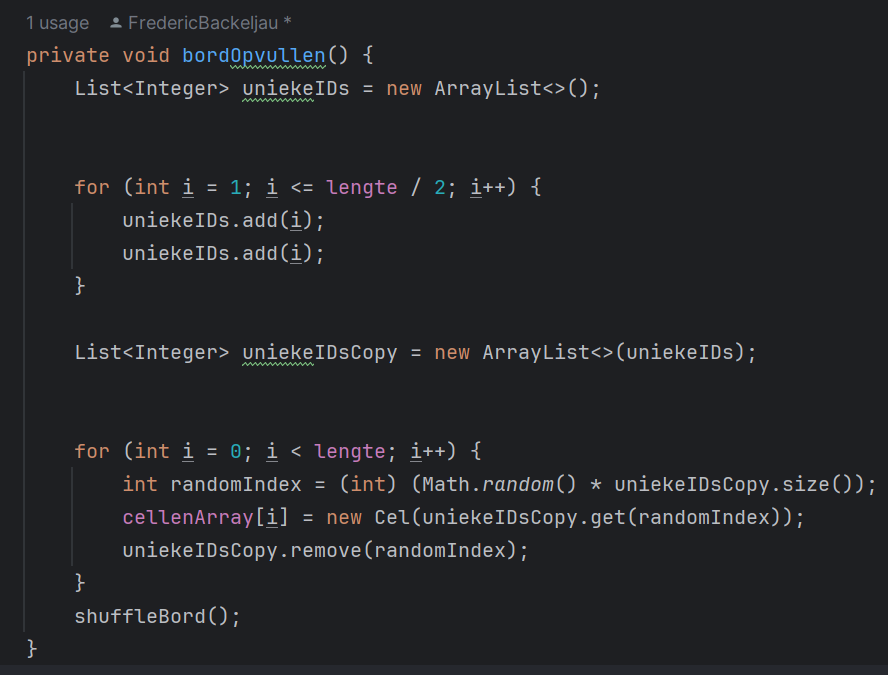 1 usage FredericBackeljau *
private void bordOpvullen() {
List<Integer> uniekeIDs = new ArrayList<>();
for (int i = 1; i <= lengte / 2; i++) {
uniekeIDs.add(i);
uniekeIDs.add(i);
}
List<Integer> uniekeIDsCopy = new ArrayList<>(uniekeIDs);
for (int i = 0; i < lengte; i++) {
int randomIndex = (int) (Math.random() * uniekeIDsCopy.size());
cellenArray[i] = new Cel(uniekeIDsCopy.get(randomIndex));
uniekeIDsCopy.remove(randomIndex);
}
shuffleBord();
}